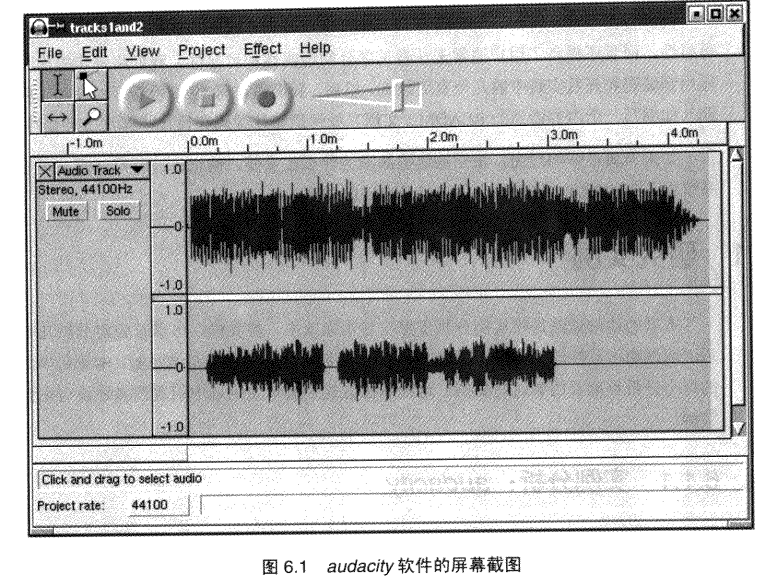 tracks1and2
File Edit View Project Effect Help
-1.0m 0.0m 1.0m 2.0m 3.0m 4.0m
Audio Track
Stereo, 44100Hz
Mute Solo
1.0
0
-1.0
1.0
0
-1.0
Click and drag to select audio
Project rate: 44100
图 6.1 audacity 软件的屏幕截图